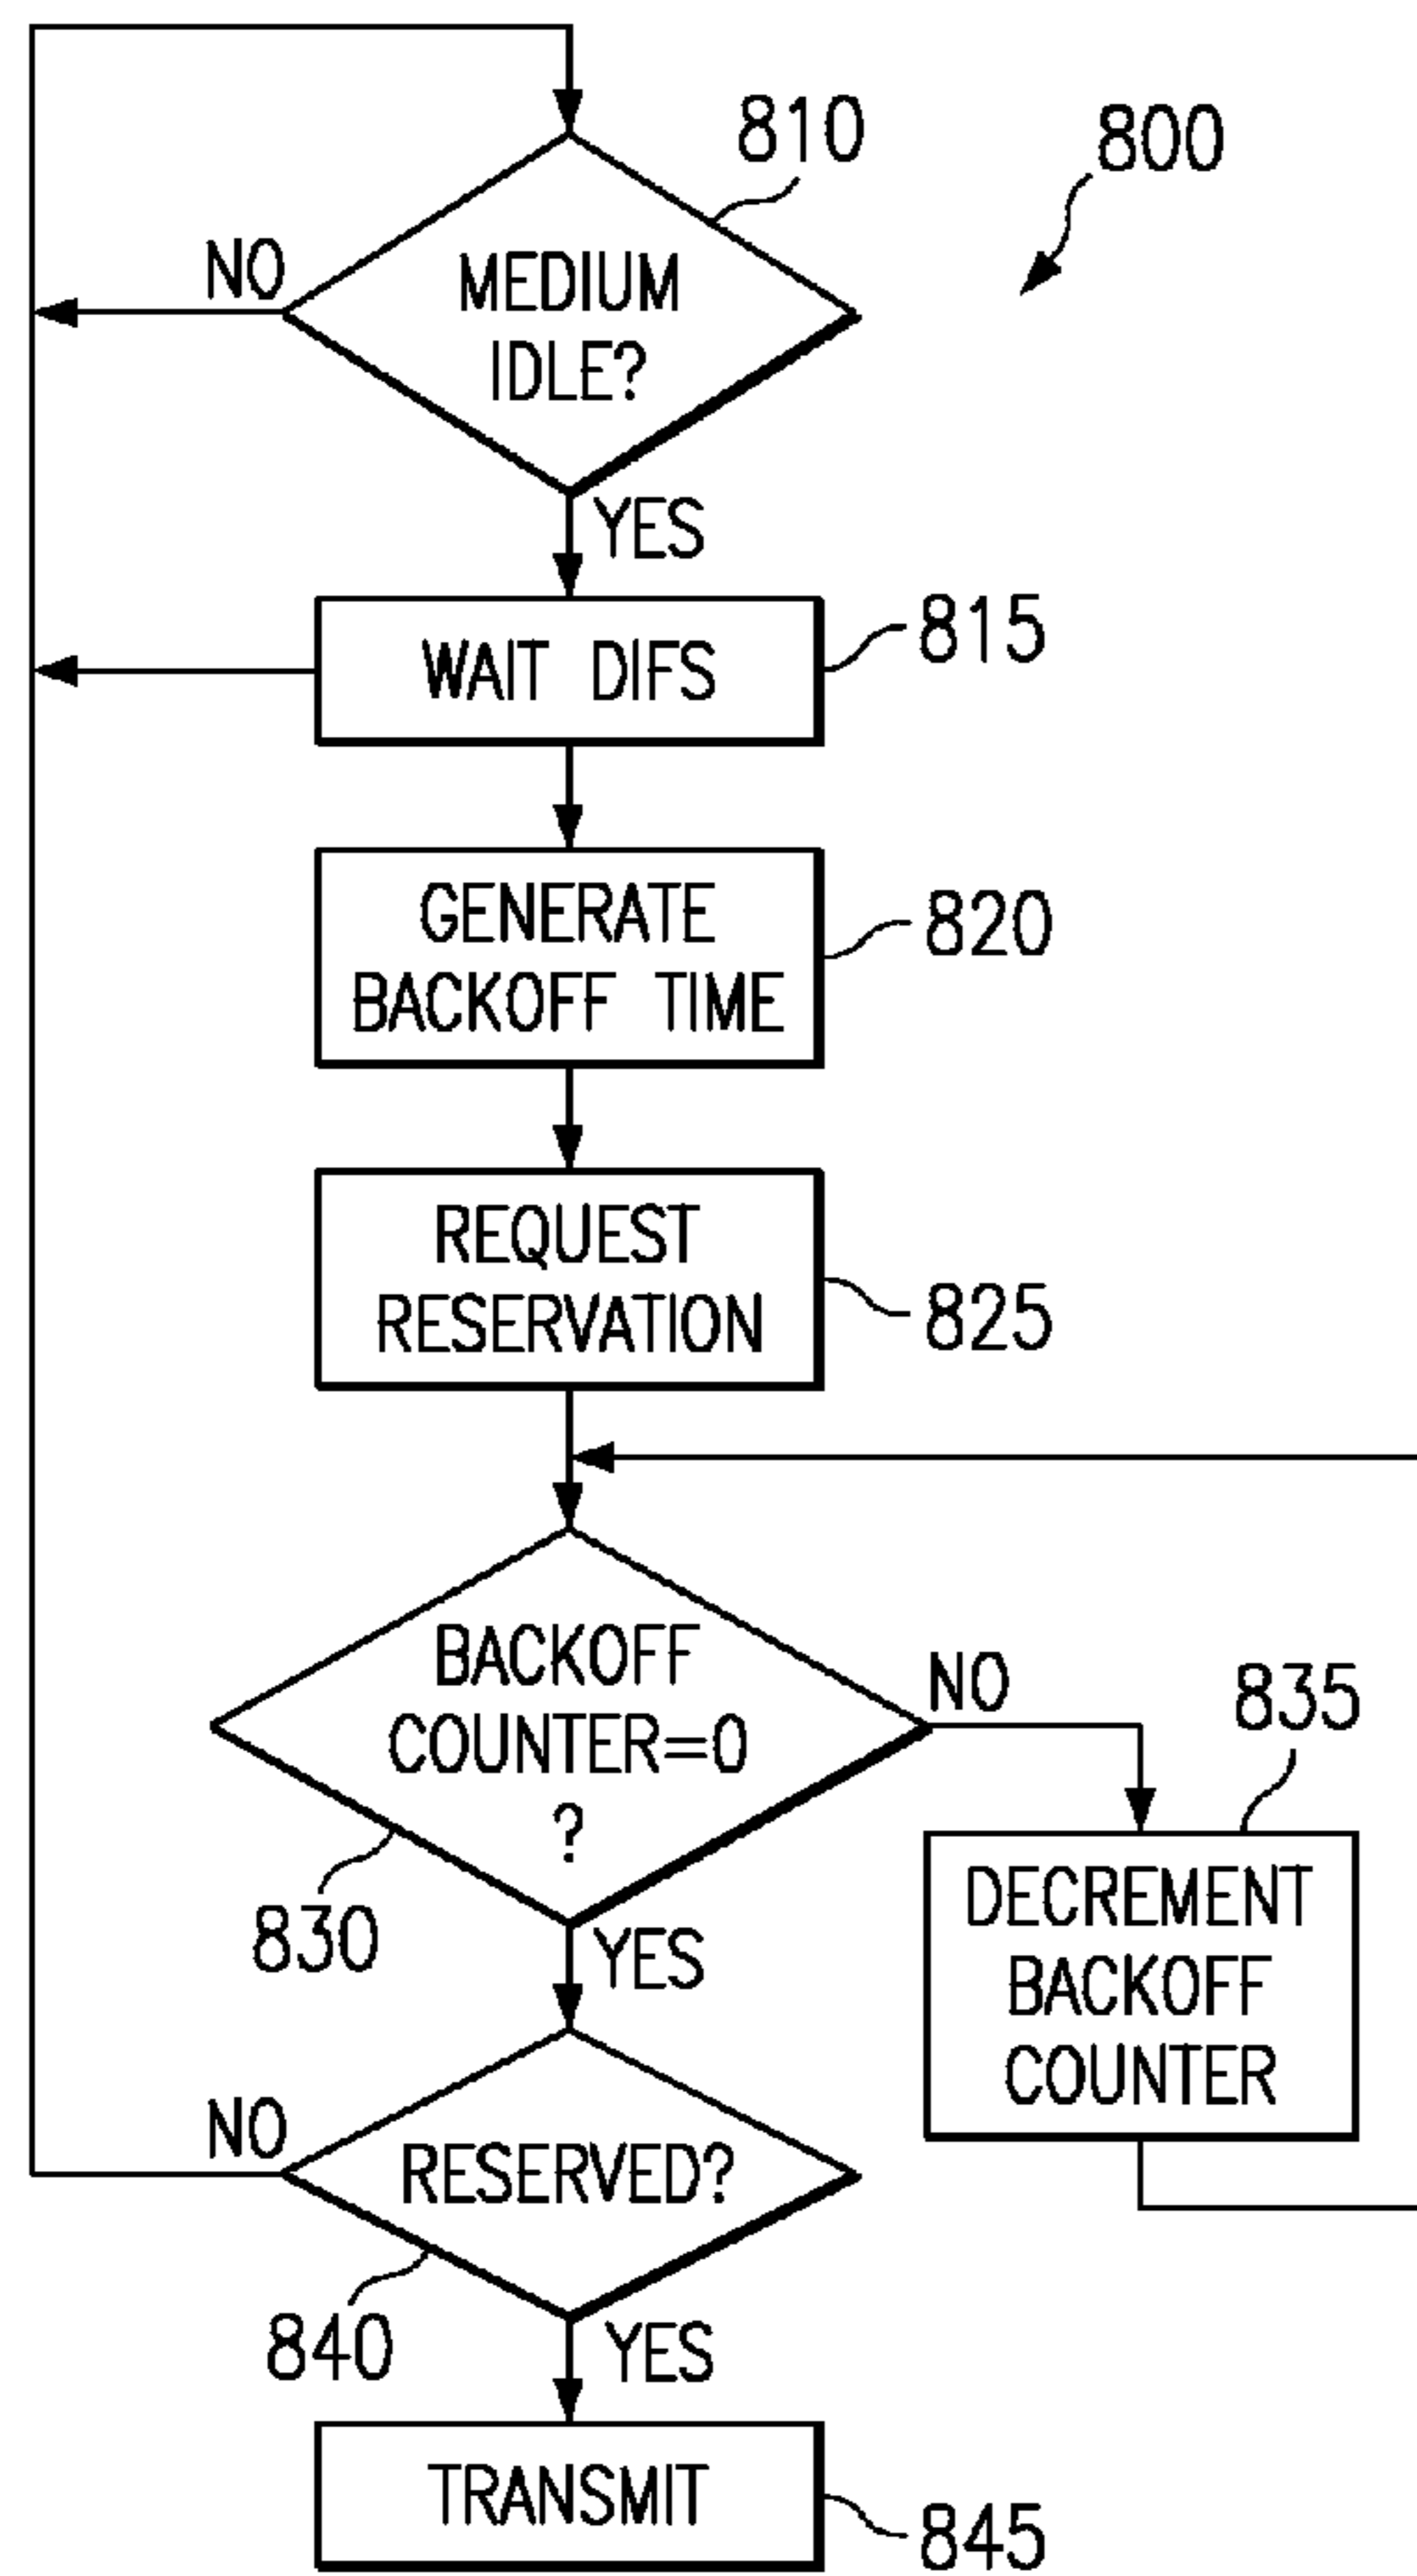 810
800
NO
MEDIUM
IDLE?
YES
WAIT DIFS
815
GENERATE
BACKOFF TIME
820
REQUEST
RESERVATION
825
BACKOFF
COUNTER=0
?
NO
835
830
YES
DECREMENT
BACKOFF
COUNTER
NO
RESERVED?
840
YES
TRANSMIT
845